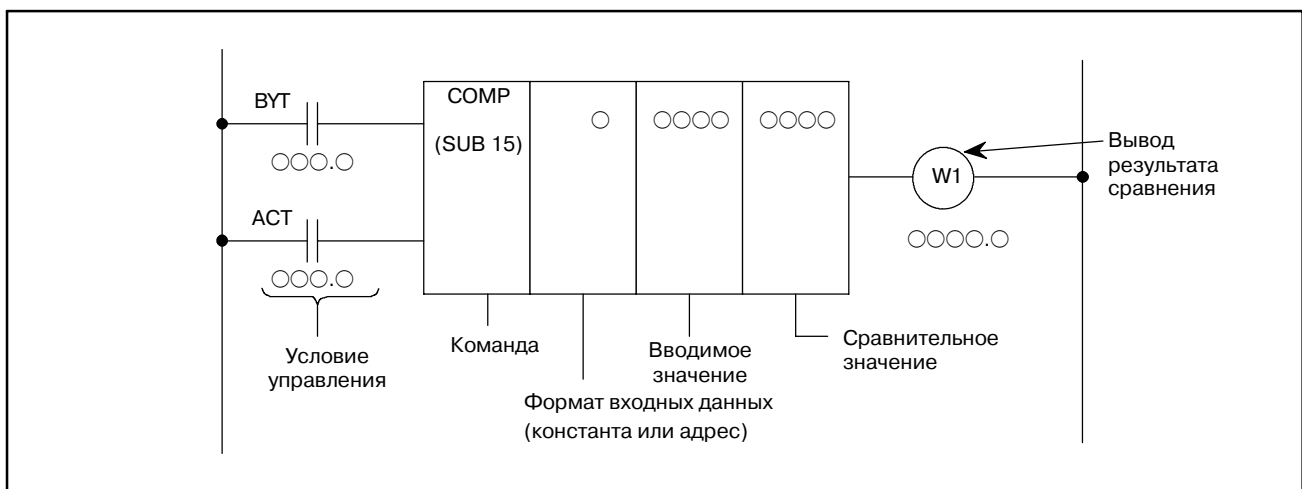 BYT
○○○.○
ACT
○○○.○
Условие
управления
COMP
(SUB 15)
○
○○○○
○○○○
Команда
Формат входных данных
(константа или адрес)
Вводимое
значение
Сравнительное
значение
W1
○○○○.○
Вывод
результата
сравнения